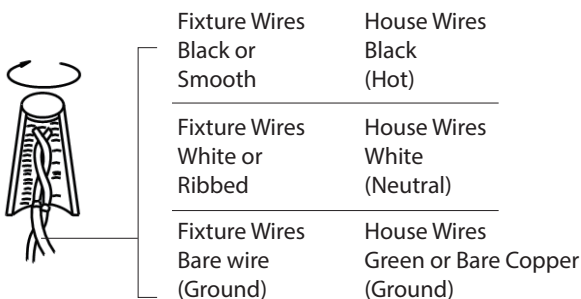 Fixture Wires House Wires
Black or Black
Smooth (Hot)
Fixture Wires House Wires
White or White
Ribbed (Neutral)
Fixture Wires House Wires
Bare wire Green or Bare Copper
(Ground) (Ground)